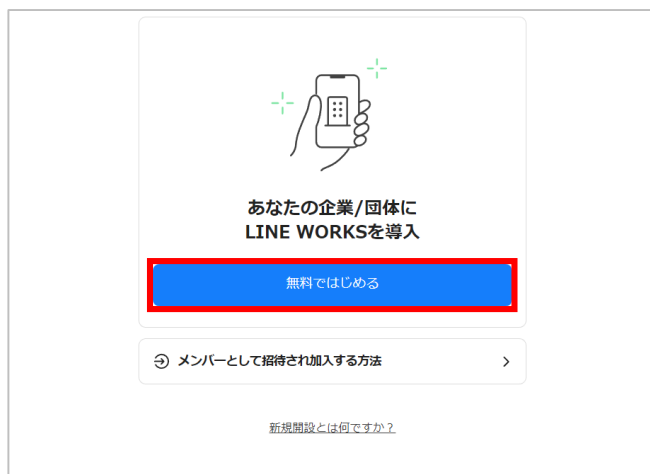 あなたの企業/団体に
LINE WORKSを導入
無料ではじめる
メンバーとして招待され加入する方法
新規開設とは何ですか？